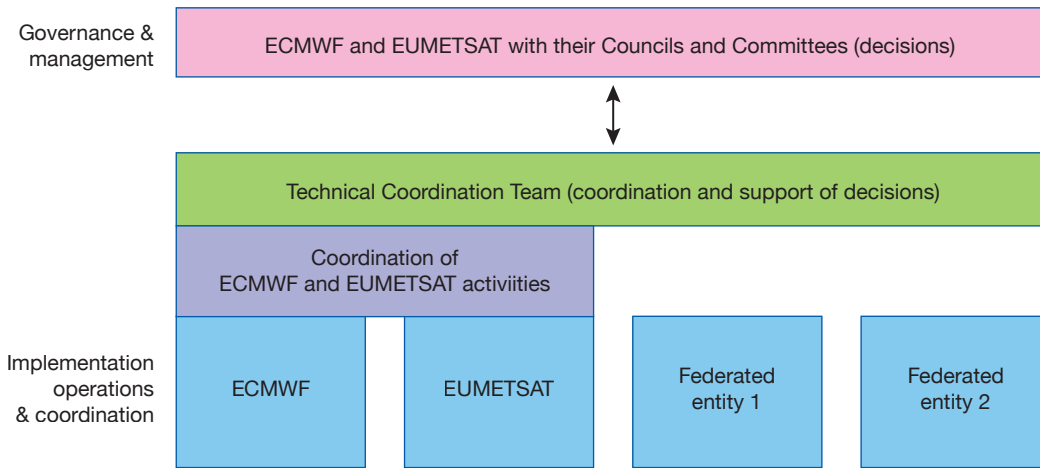 Governance &
management
ECMWF and EUMETSAT with their Councils and Committees (decisions)
Technical Coordination Team (coordination and support of decisions)
Coordination of
ECMWF and EUMETSAT activiities
Implementation
operations
& coordination
ECMWF
EUMETSAT
Federated
entity 1
Federated
entity 2